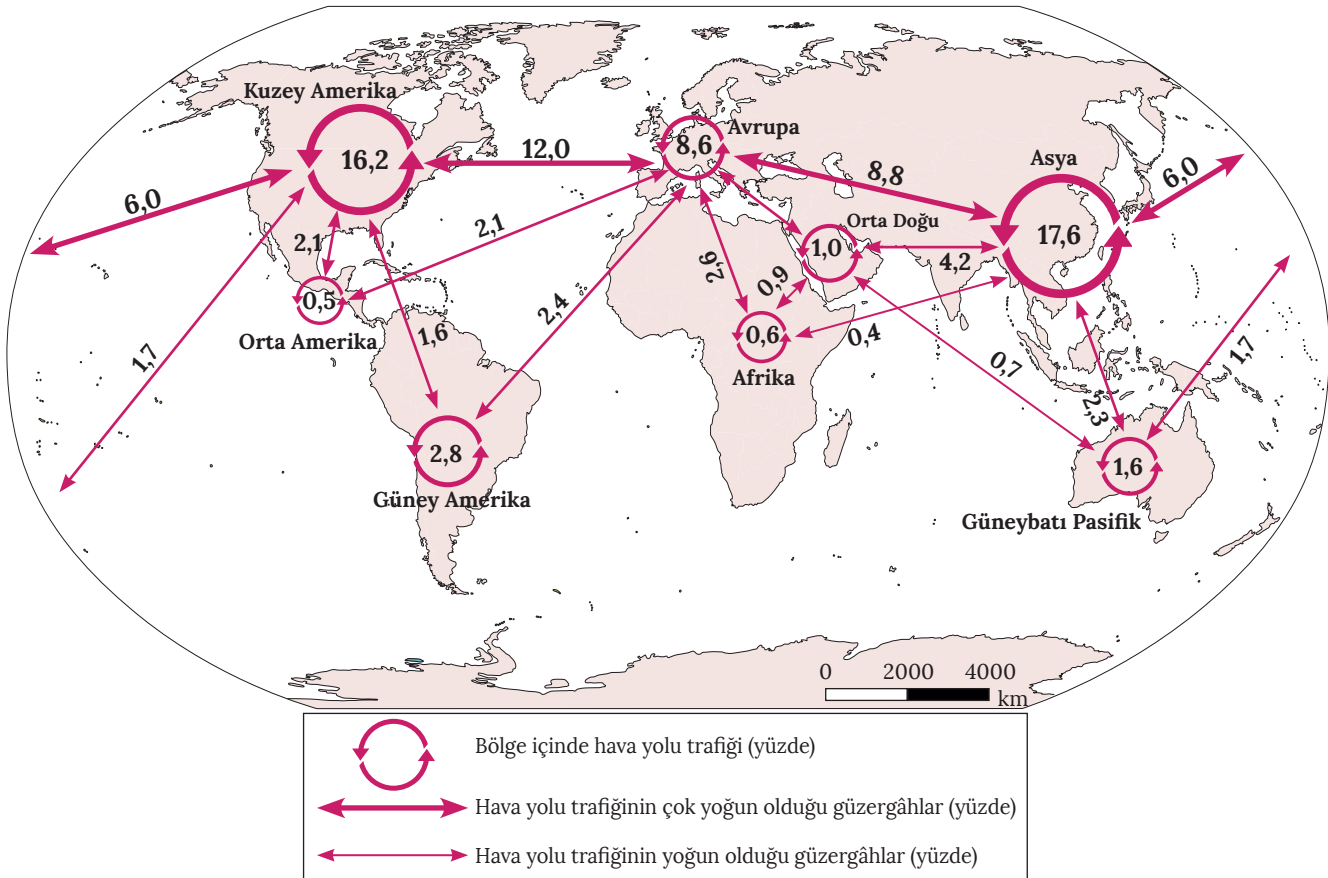 Kuzey Amerika
16,2
12,0
8,6
Avrupa
8,8
Asya
6,0
6,0
17,6
Orta Doğu
1,0
4,2
2,1
2,1
2,6
0,9
0,5
Orta Amerika
2,4
1,6
0,6
Afrika
0,4
0,7
1,7
1,7
2,3
2,8
Güney Amerika
1,6
Güneybatı Pasifik
0 2000 4000
km
Bölge içinde hava yolu trafiği (yüzde)
Hava yolu trafiğinin çok yoğun olduğu güzergâhlar (yüzde)
Hava yolu trafiğinin yoğun olduğu güzergâhlar (yüzde)